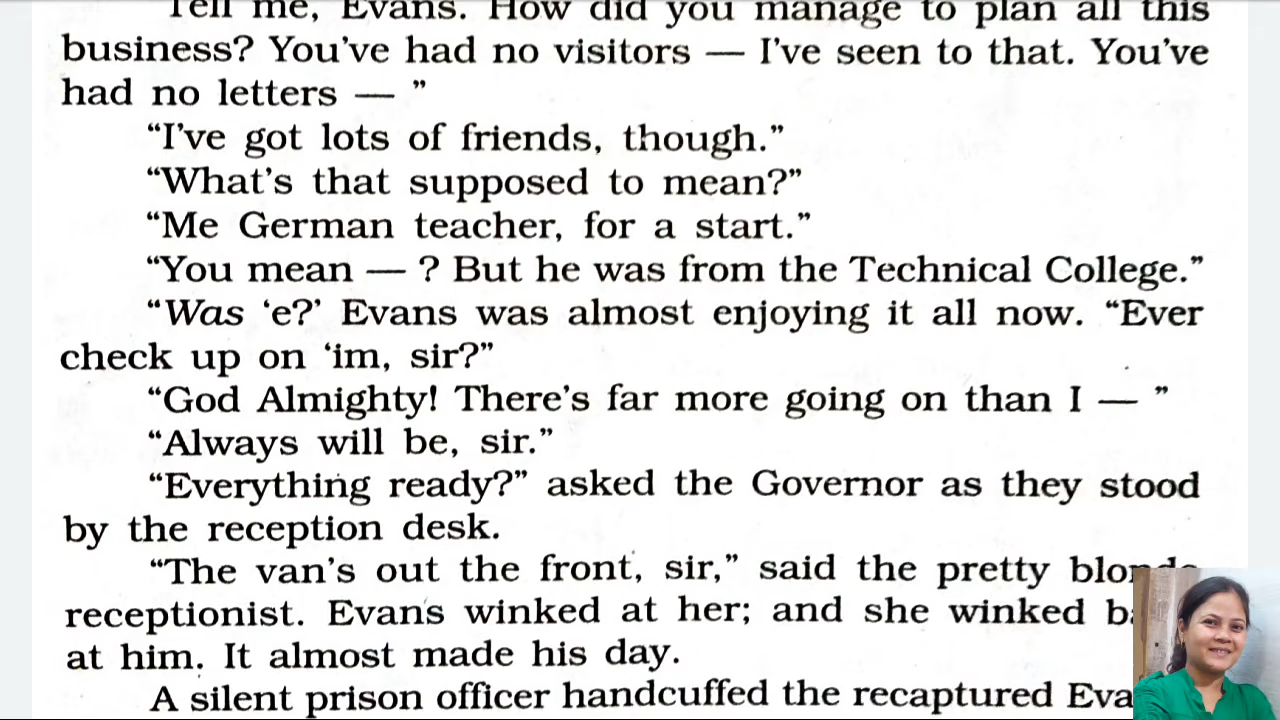 Tell me, Evans. How did you manage to plan all this
business? You've had no visitors — I've seen to that. You've
had no letters — ”
“I've got lots of friends, though.”
“What's that supposed to mean?”
“Me German teacher, for a start.”
“You mean — ? But he was from the Technical College.”
“Was ‘e?’ Evans was almost enjoying it all now. “Ever
check up on ‘im, sir?”
“God Almighty! There's far more going on than I — ”
“Always will be, sir.”
“Everything ready?” asked the Governor as they stood
by the reception desk.
“The van's out the front, sir,” said the pretty blonde
receptionist. Evans winked at her; and she winked
at him. It almost made his day.
A silent prison officer handcuffed the recaptured